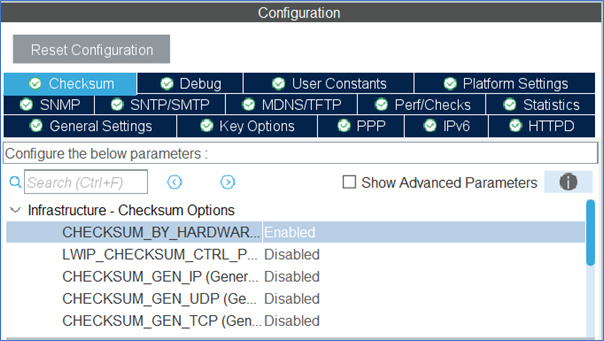 Configuration
Reset Configuration
Checksum Debug User Constants Platform Settings
SNMP SNTP/SMTP MDNS/TFTP Perf/Checks Statistics
General Settings Key Options PPP IPv6 HTTPD
Configure the below parameters :
Search (Ctrl+F) Show Advanced Parameters
Infrastructure - Checksum Options
CHECKSUM_BY_HARDWAR... Enabled
LWIP_CHECKSUM_CTRL_P... Disabled
CHECKSUM_GEN_IP (Gener... Disabled
CHECKSUM_GEN_UDP (Ge... Disabled
CHECKSUM_GEN_TCP (Gen... Disabled